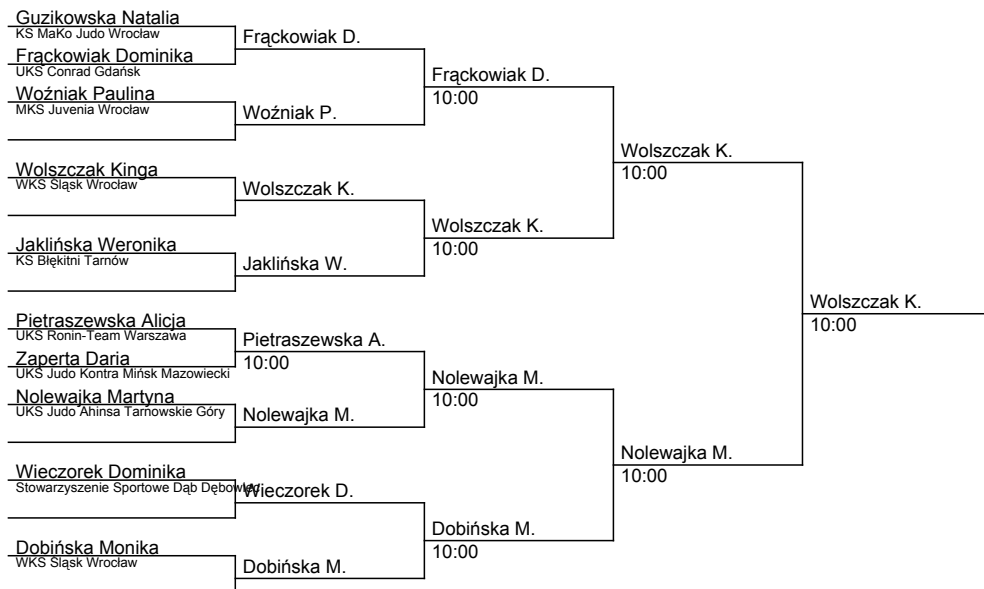 Guzikowska Natalia
KS MaKo Judo Wrocław
Frąckowiak Dominika
UKS Conrad Gdańsk
Woźniak Paulina
MKS Juvenia Wrocław
Wolszczak Kinga
WKS Śląsk Wrocław
Jaklińska Weronika
KS Błękitni Tarnów
Pietraszewska Alicja
UKS Ronin-Team Warszawa
Zaperta Daria
UKS Judo Kontra Mińsk Mazowiecki
Nolewajka Martyna
UKS Judo Ahinsa Tarnowskie Góry
Wieczorek Dominika
Stowarzyszenie Sportowe Dąb Dębowiec
Dobińska Monika
WKS Śląsk Wrocław
Frąckowiak D.
Woźniak P.
Wolszczak K.
Jaklińska W.
Pietraszewska A.
10:00
Nolewajka M.
Wieczorek D.
Dobińska M.
Frąckowiak D.
10:00
Wolszczak K.
10:00
Nolewajka M.
10:00
Dobińska M.
10:00
Wolszczak K.
10:00
Nolewajka M.
10:00
Wolszczak K.
10:00